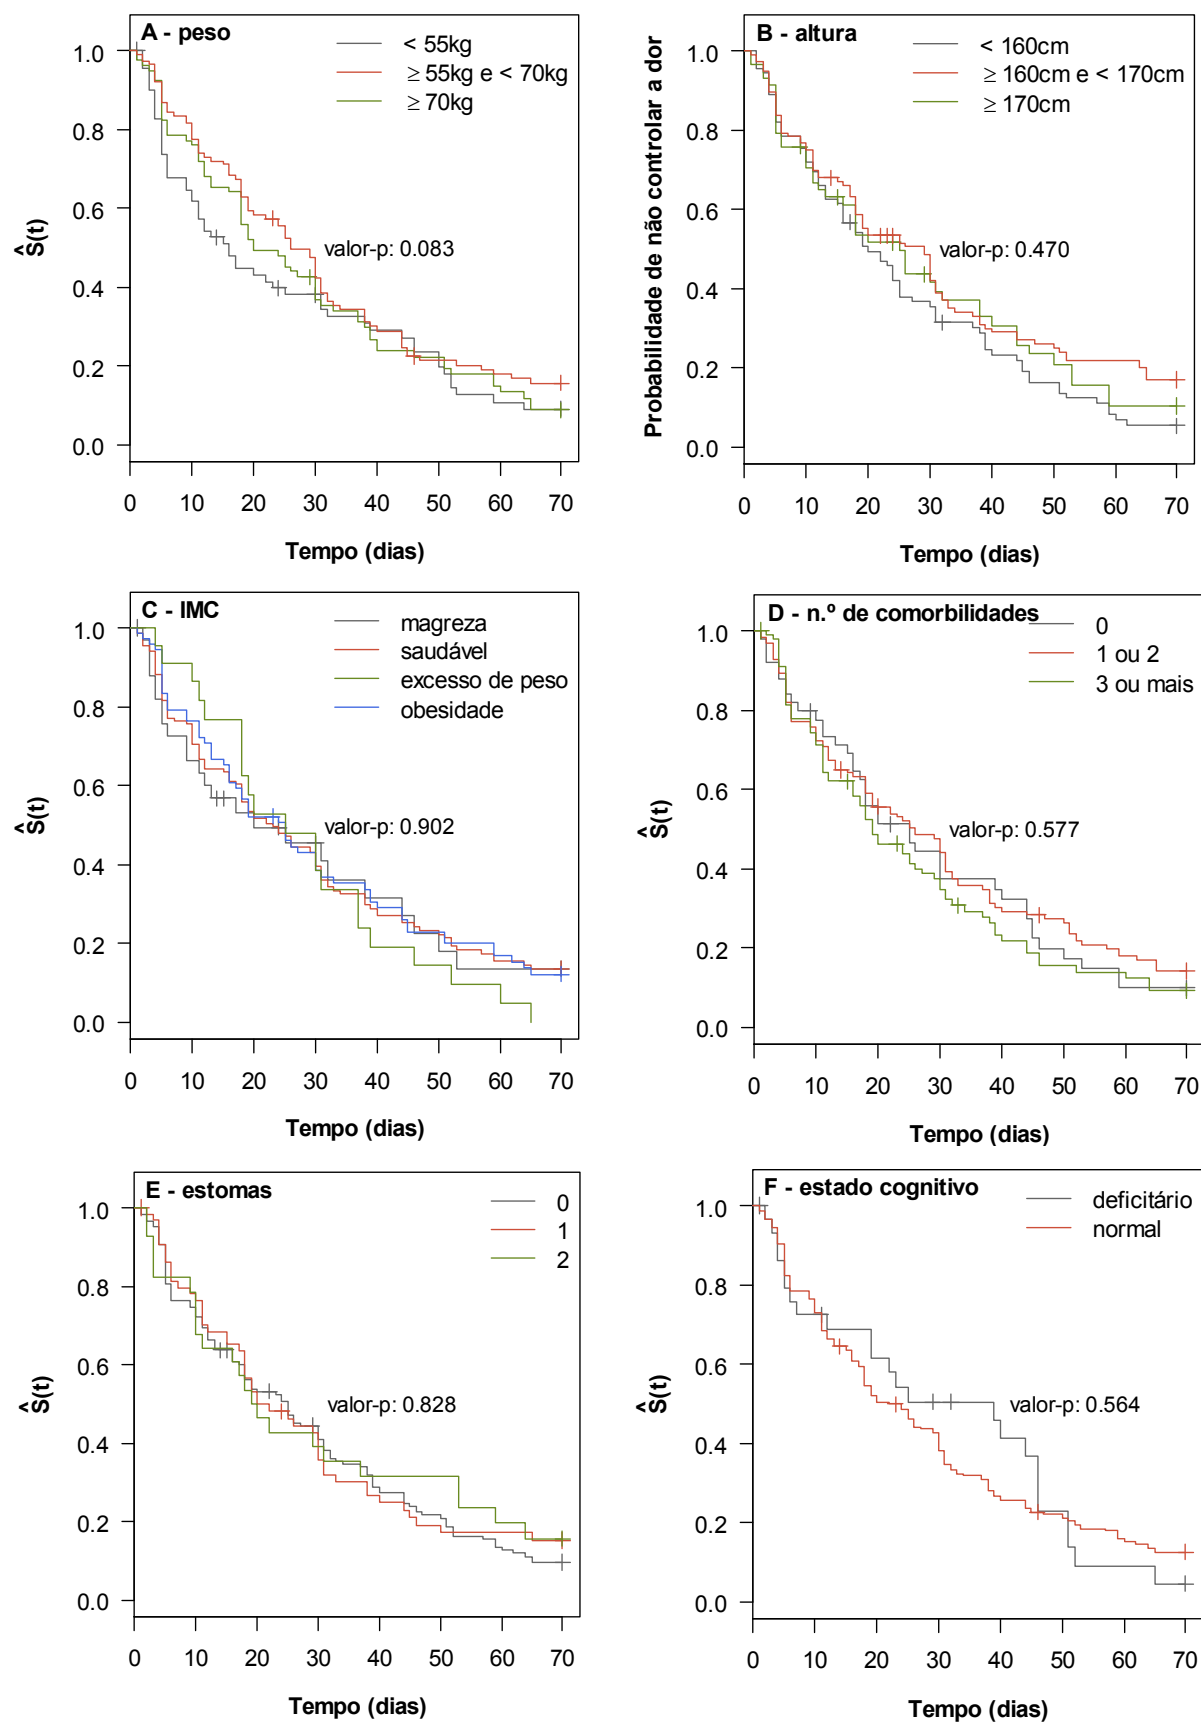 A - peso
< 55kg
≥ 55kg e < 70kg
≥ 70kg
valor-p: 0.083
1.0
0.8
0.6
0.4
0.2
0.0
Ŝ(t)
0 10 20 30 40 50 60 70
Tempo (dias)
B - altura
< 160cm
≥ 160cm e < 170cm
≥ 170cm
valor-p: 0.470
1.0
0.8
0.6
0.4
0.2
0.0
Probabilidade de não controlar a dor
0 10 20 30 40 50 60 70
Tempo (dias)
C - IMC
magreza
saudável
excesso de peso
obesidade
valor-p: 0.902
1.0
0.8
0.6
0.4
0.2
0.0
Ŝ(t)
0 10 20 30 40 50 60 70
Tempo (dias)
D - n.º de comorbilidades
0
1 ou 2
3 ou mais
valor-p: 0.577
1.0
0.8
0.6
0.4
0.2
0.0
Ŝ(t)
0 10 20 30 40 50 60 70
Tempo (dias)
E - estomas
0
1
2
valor-p: 0.828
1.0
0.8
0.6
0.4
0.2
0.0
Ŝ(t)
0 10 20 30 40 50 60 70
Tempo (dias)
F - estado cognitivo
deficitário
normal
valor-p: 0.564
1.0
0.8
0.6
0.4
0.2
0.0
Ŝ(t)
0 10 20 30 40 50 60 70
Tempo (dias)